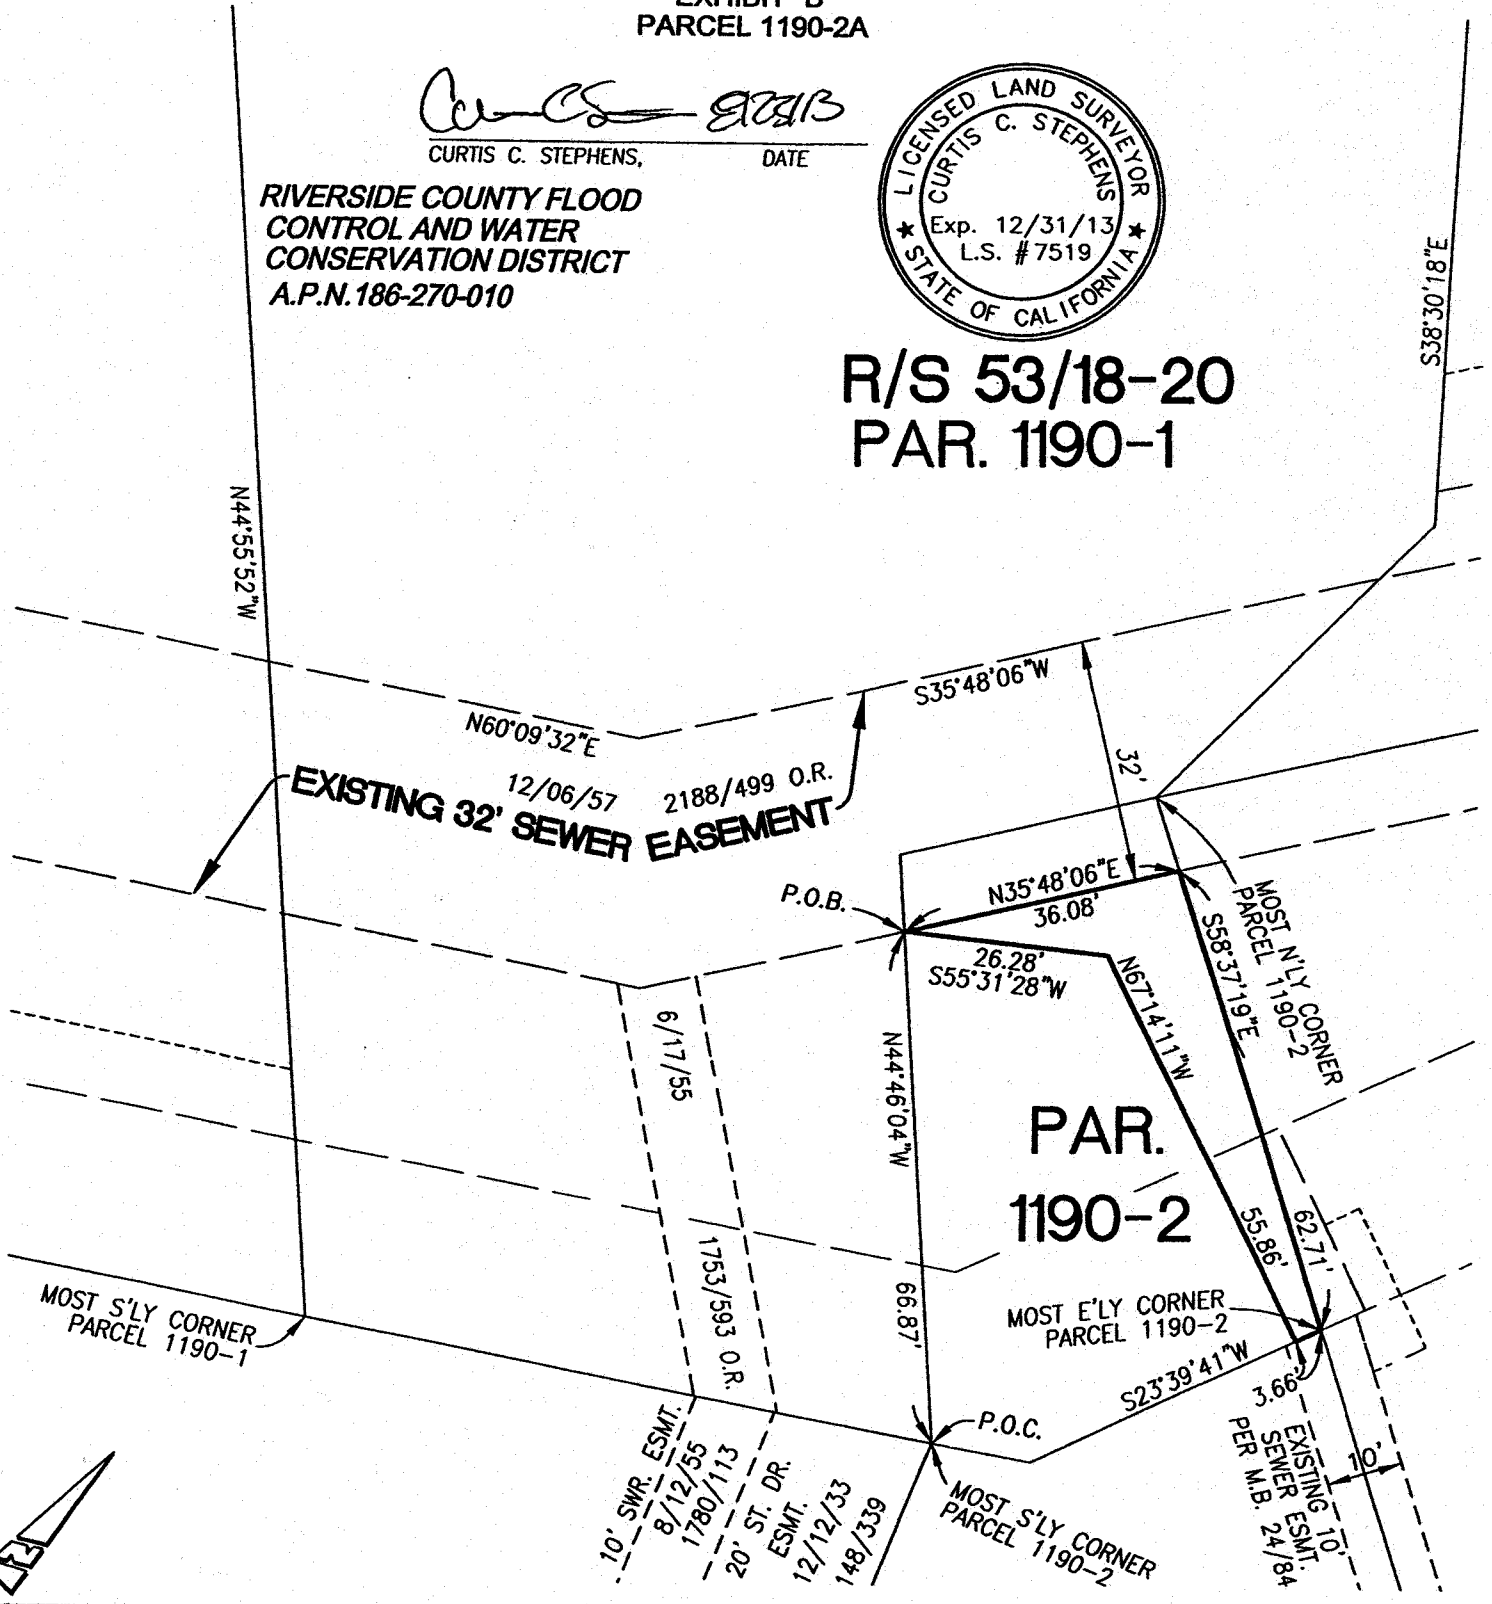 PARCEL 1190-2A
CURTIS C. STEPHENS,
DATE
RIVERSIDE COUNTY FLOOD
CONTROL AND WATER
CONSERVATION DISTRICT
A.P.N. 186-270-010
LICENSED LAND SURVEYOR
CURTIS C. STEPHENS
Exp. 12/31/13
L.S. #7519
★ STATE OF CALIFORNIA ★
R/S 53/18-20
PAR. 1190-1
S38°30'18"E
N44°55'52"W
N60°09'32"E
S35°48'06"W
32'
12/06/57
2188/499 O.R.
EXISTING 32' SEWER EASEMENT
P.O.B.
N35°48'06"E
36.08'
26.28'
S55°31'28"W
N67°14'11"W
55.86'
S58°37'19"E
62.71'
MOST N'LY CORNER
PARCEL 1190-2
N44°46'04"W
66.87'
6/17/55
1753/593 O.R.
PAR.
1190-2
MOST S'LY CORNER
PARCEL 1190-1
MOST E'LY CORNER
PARCEL 1190-2
S23°39'41"W
3.66'
P.O.C.
10' SWR. ESMT.
8/12/55
1780/113
20' ST. DR.
ESMT.
12/12/33
148/339
MOST S'LY CORNER
PARCEL 1190-2
EXISTING 10'
SEWER ESMT.
PER M.B. 24/84
10'
N